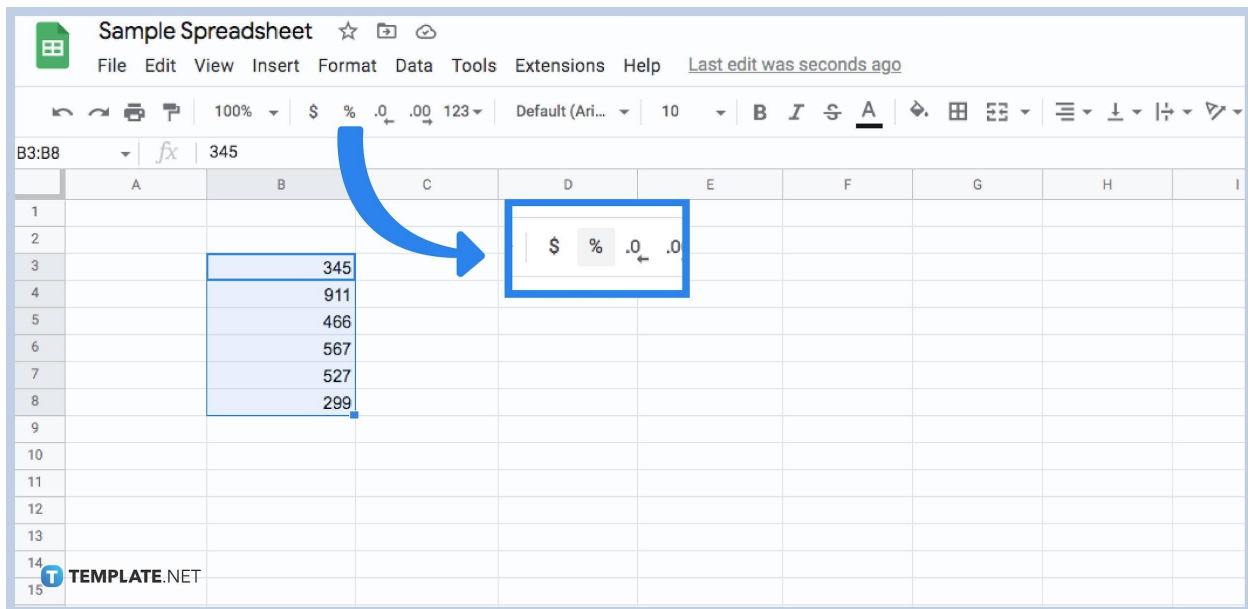 Sample Spreadsheet
File Edit View Insert Format Data Tools Extensions Help Last edit was seconds ago
100% $ % .0 .00 123 Default (Ari... 10 B I S A
B3:B8 fx 345
A B C D E F G H I
1
2
$ % .0 .00
3 345
4 911
5 466
6 567
7 527
8 299
9
10
11
12
13
14
T TEMPLATE.NET
15